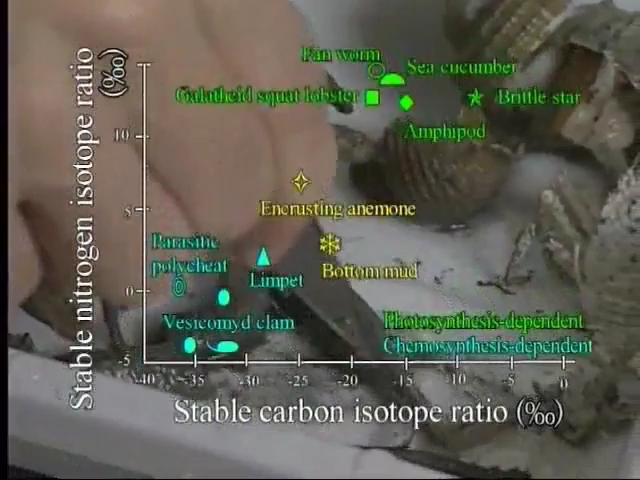 Stable nitrogen isotope ratio
(‰)
Fan worm
Sea cucumber
Galatheid squat lobster
Brittle star
Amphipod
10
Encrusting anemone
5
Parasitic
polycheat
Limpet
Bottom mud
0
Vesicomyd clam
Photosynthesis-dependent
Chemosynthesis-dependent
-5
-40 -35 -30 -25 -20 -15 -10 -5 0
Stable carbon isotope ratio (‰)